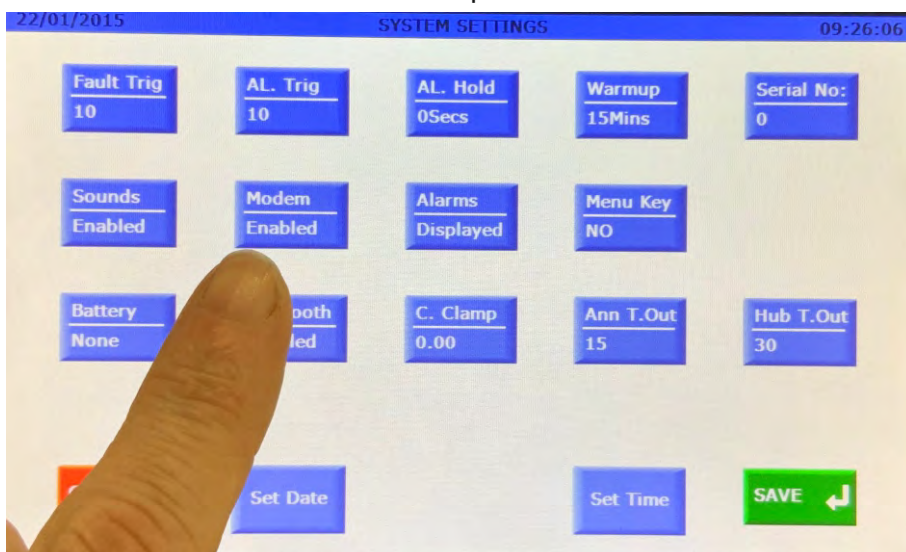 22/01/2015 SYSTEM SETTINGS 09:26:06
Fault Trig AL. Trig AL. Hold Warmup Serial No:
10 10 0Secs 15Mins 0
Sounds Modem Alarms Menu Key
Enabled Enabled Displayed NO
Battery C. Clamp Ann T.Out Hub T.Out
None 0.00 15 30
Set Date Set Time SAVE